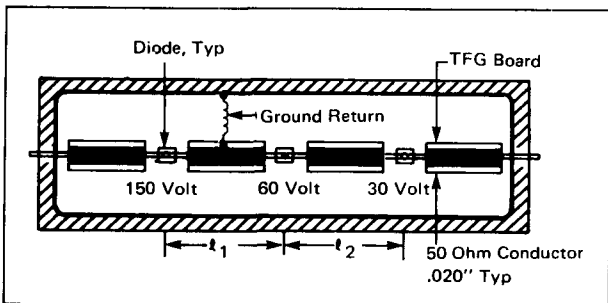 Diode, Typ
TFG Board
Ground Return
150 Volt 60 Volt 30 Volt
ℓ1 ℓ2
50 Ohm Conductor
.020" Typ